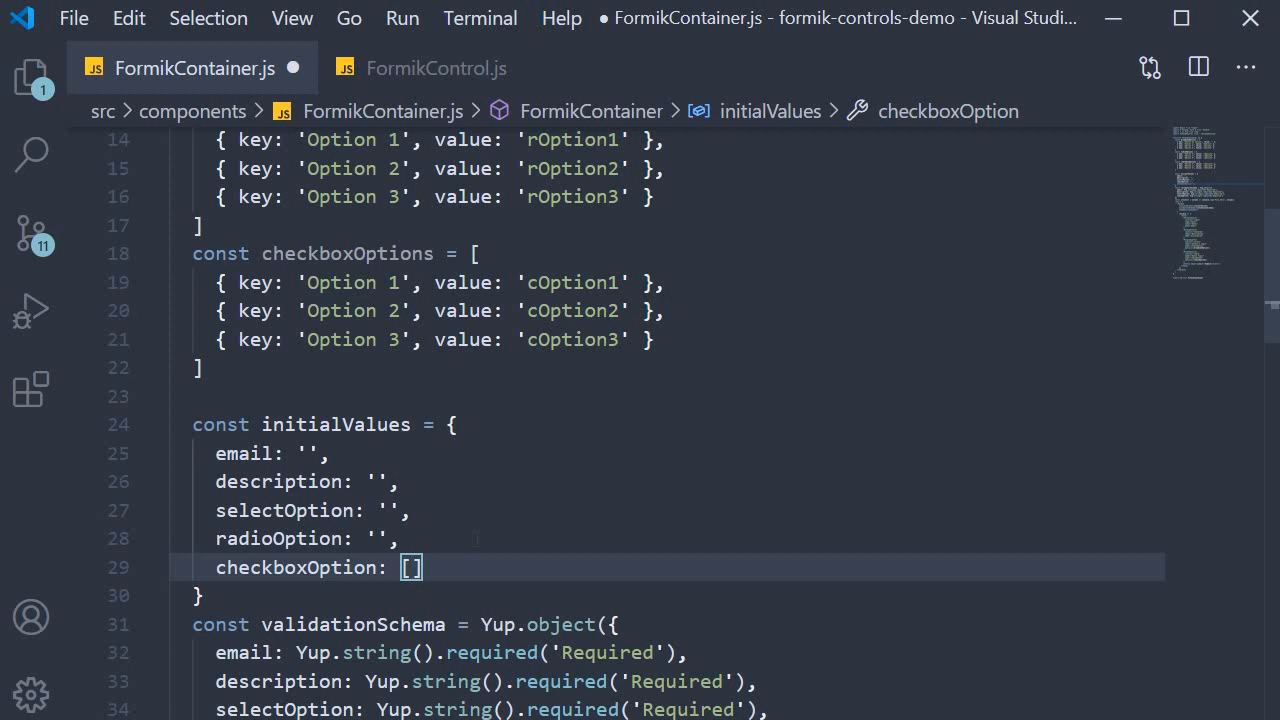 File Edit Selection View Go Run Terminal Help ● FormikContainer.js - formik-controls-demo - Visual Studi...
JS FormikContainer.js ● JS FormikControl.js
src > components > JS FormikContainer.js > FormikContainer > initialValues > checkboxOption
1
11
14 { key: 'Option 1', value: 'rOption1' },
15 { key: 'Option 2', value: 'rOption2' },
16 { key: 'Option 3', value: 'rOption3' }
17 ]
18 const checkboxOptions = [
19 { key: 'Option 1', value: 'cOption1' },
20 { key: 'Option 2', value: 'cOption2' },
21 { key: 'Option 3', value: 'cOption3' }
22 ]
23
24 const initialValues = {
25 email: '',
26 description: '',
27 selectOption: '',
28 radioOption: '',
29 checkboxOption: []
30 }
31 const validationSchema = Yup.object({
32 email: Yup.string().required('Required'),
33 description: Yup.string().required('Required'),
34 selectOption: Yup.string().required('Required'),